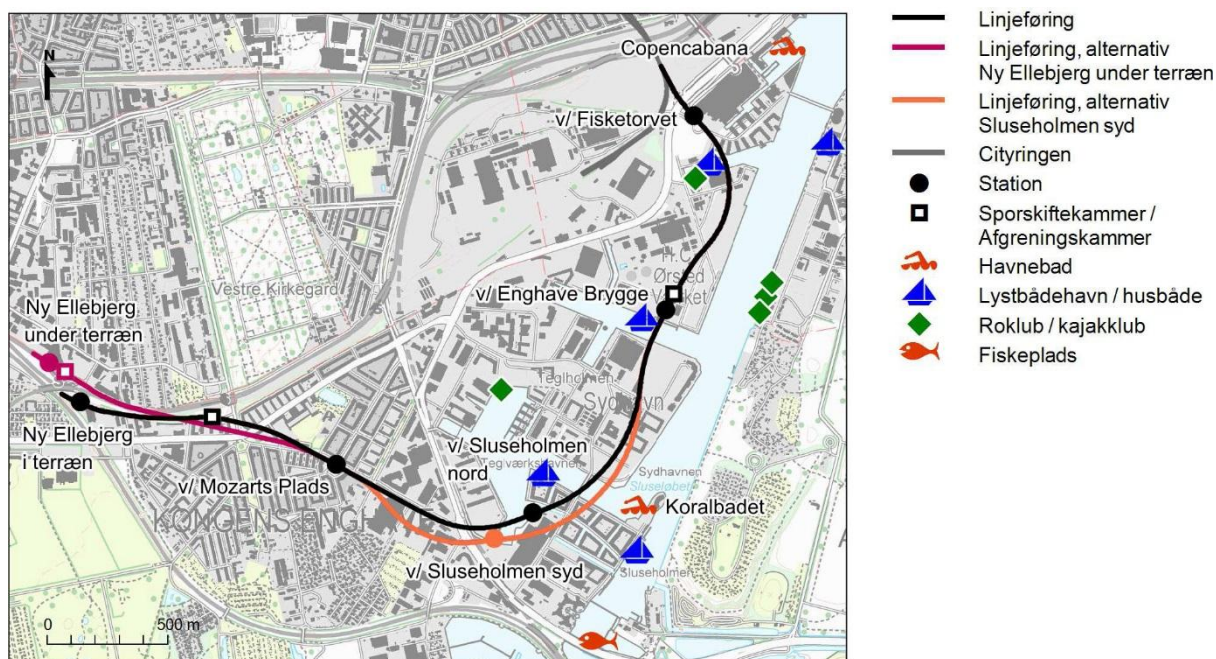 N
Copencabana
v/ Fisketorvet
H.C.
Ørsted
Vestre Kirkegård
v/ Enghave Brygge
Ny Ellebjerg
under terræn
Teglholmen
Sydhavn
v/ Sluseholmen
nord
Teglværkshavnen
Sydhavnen
Sluseløbet
Ny Ellebjerg
i terræn
v/ Mozarts Plads
Koralbadet
KONGENS ENGH
v/ Sluseholmen syd
Sluseholmen
0 500 m
Linjeføring
Linjeføring, alternativ
Ny Ellebjerg under terræn
Linjeføring, alternativ
Sluseholmen syd
Cityringen
Station
Sporskiftekammer /
Afgreningskammer
Havnebad
Lystbådehavn / husbåde
Roklub / kajakklub
Fiskeplads